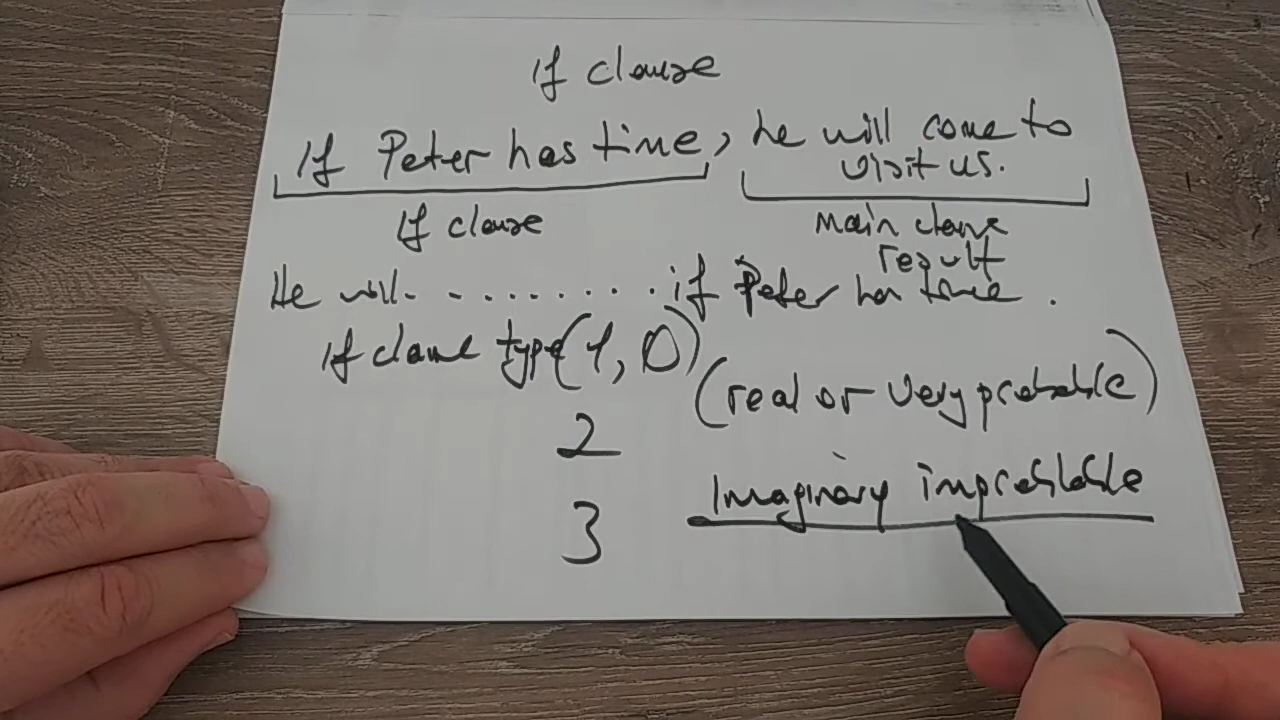 if clause
If Peter has time, he will come to
visit us.
If clause
main clause
result
He will. . . . . . . . . if Peter has time .
If clause type (1, 0)
(real or very probable)
2
Imaginary improbable
3